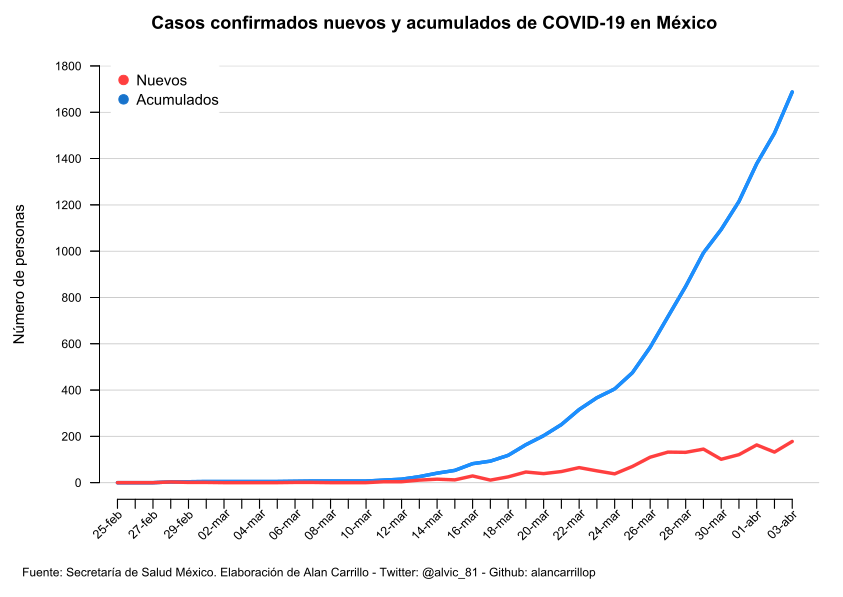 Casos confirmados nuevos y acumulados de COVID-19 en México
Nuevos
Acumulados
Número de personas
1800
1600
1400
1200
1000
800
600
400
200
0
25-feb
27-feb
29-feb
02-mar
04-mar
06-mar
08-mar
10-mar
12-mar
14-mar
16-mar
18-mar
20-mar
22-mar
24-mar
26-mar
28-mar
30-mar
01-abr
03-abr
Fuente: Secretaría de Salud México. Elaboración de Alan Carrillo - Twitter: @alvic_81 - Github: alancarrillop